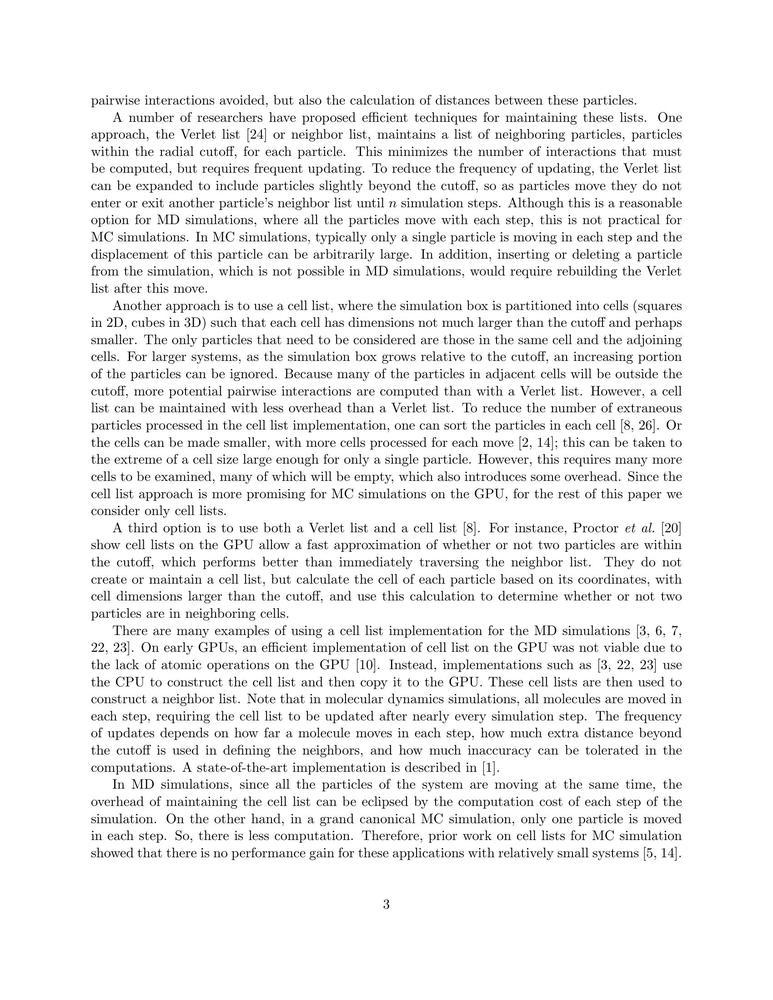 pairwise interactions avoided, but also the calculation of distances between these particles.
A number of researchers have proposed efficient techniques for maintaining these lists. One
approach, the Verlet list [24] or neighbor list, maintains a list of neighboring particles, particles
within the radial cutoff, for each particle. This minimizes the number of interactions that must
be computed, but requires frequent updating. To reduce the frequency of updating, the Verlet list
can be expanded to include particles slightly beyond the cutoff, so as particles move they do not
enter or exit another particle's neighbor list until n simulation steps. Although this is a reasonable
option for MD simulations, where all the particles move with each step, this is not practical for
MC simulations. In MC simulations, typically only a single particle is moving in each step and the
displacement of this particle can be arbitrarily large. In addition, inserting or deleting a particle
from the simulation, which is not possible in MD simulations, would require rebuilding the Verlet
list after this move.
Another approach is to use a cell list, where the simulation box is partitioned into cells (squares
in 2D, cubes in 3D) such that each cell has dimensions not much larger than the cutoff and perhaps
smaller. The only particles that need to be considered are those in the same cell and the adjoining
cells. For larger systems, as the simulation box grows relative to the cutoff, an increasing portion
of the particles can be ignored. Because many of the particles in adjacent cells will be outside the
cutoff, more potential pairwise interactions are computed than with a Verlet list. However, a cell
list can be maintained with less overhead than a Verlet list. To reduce the number of extraneous
particles processed in the cell list implementation, one can sort the particles in each cell [8, 26]. Or
the cells can be made smaller, with more cells processed for each move [2, 14]; this can be taken to
the extreme of a cell size large enough for only a single particle. However, this requires many more
cells to be examined, many of which will be empty, which also introduces some overhead. Since the
cell list approach is more promising for MC simulations on the GPU, for the rest of this paper we
consider only cell lists.
A third option is to use both a Verlet list and a cell list [8]. For instance, Proctor et al. [20]
show cell lists on the GPU allow a fast approximation of whether or not two particles are within
the cutoff, which performs better than immediately traversing the neighbor list. They do not
create or maintain a cell list, but calculate the cell of each particle based on its coordinates, with
cell dimensions larger than the cutoff, and use this calculation to determine whether or not two
particles are in neighboring cells.
There are many examples of using a cell list implementation for the MD simulations [3, 6, 7,
22, 23]. On early GPUs, an efficient implementation of cell list on the GPU was not viable due to
the lack of atomic operations on the GPU [10]. Instead, implementations such as [3, 22, 23] use
the CPU to construct the cell list and then copy it to the GPU. These cell lists are then used to
construct a neighbor list. Note that in molecular dynamics simulations, all molecules are moved in
each step, requiring the cell list to be updated after nearly every simulation step. The frequency
of updates depends on how far a molecule moves in each step, how much extra distance beyond
the cutoff is used in defining the neighbors, and how much inaccuracy can be tolerated in the
computations. A state-of-the-art implementation is described in [1].
In MD simulations, since all the particles of the system are moving at the same time, the
overhead of maintaining the cell list can be eclipsed by the computation cost of each step of the
simulation. On the other hand, in a grand canonical MC simulation, only one particle is moved
in each step. So, there is less computation. Therefore, prior work on cell lists for MC simulation
showed that there is no performance gain for these applications with relatively small systems [5, 14].
3